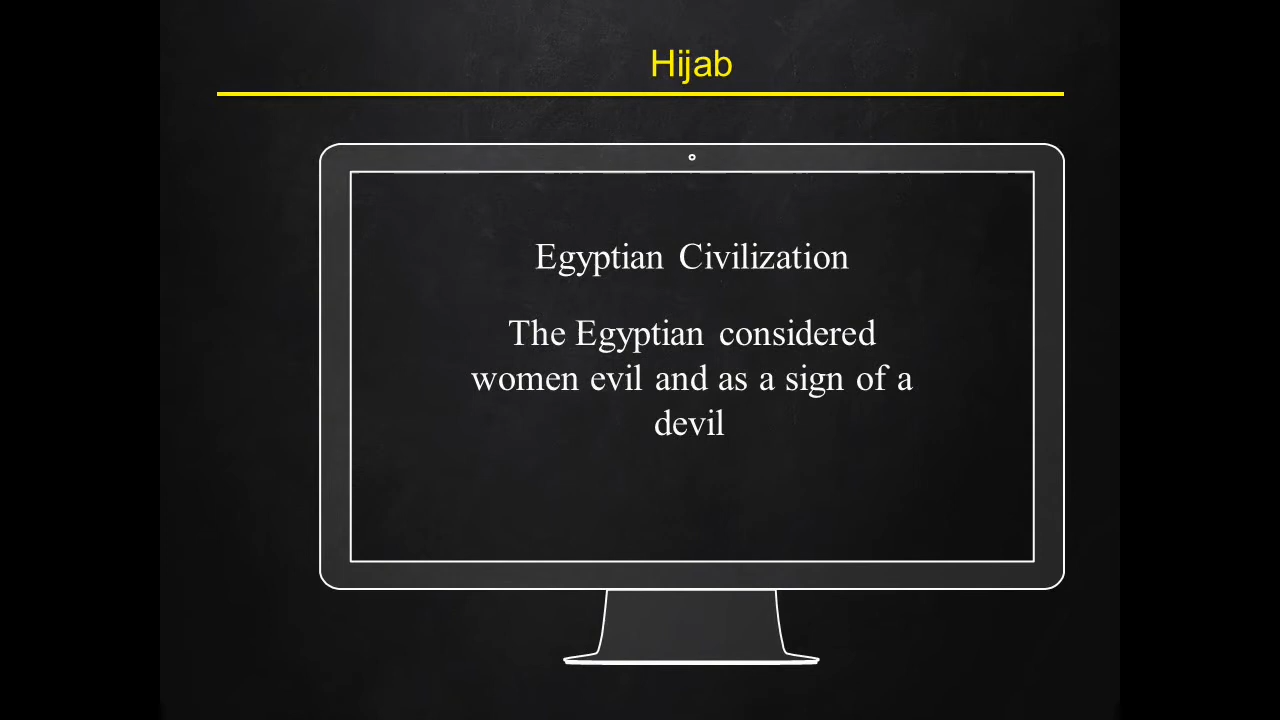 Hijab
Egyptian Civilization
The Egyptian considered
women evil and as a sign of a
devil